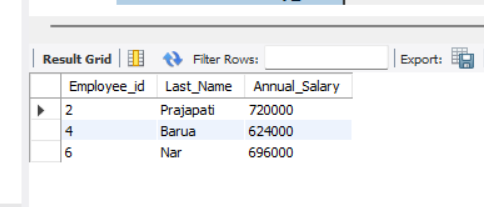 Result Grid Filter Rows: Export:
Employee_id Last_Name Annual_Salary
2 Prajapati 720000
4 Barua 624000
6 Nar 696000